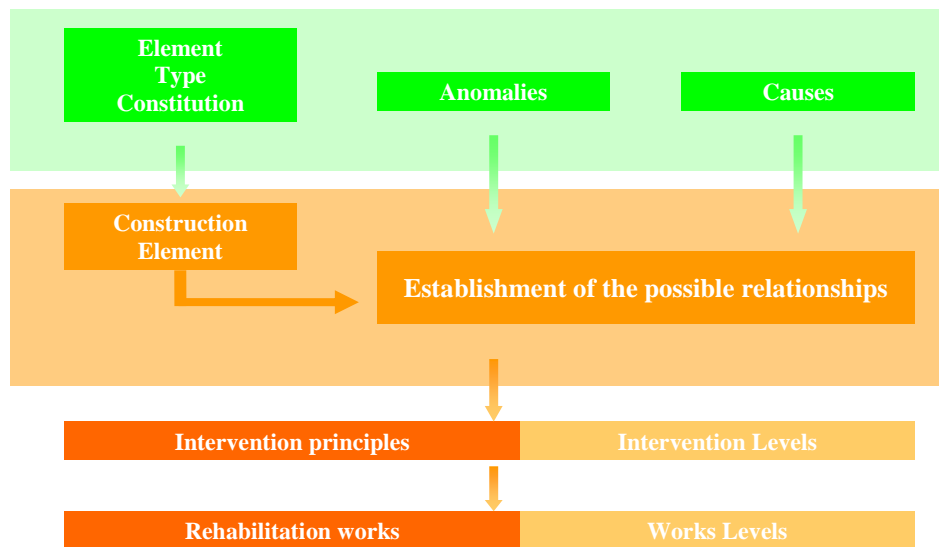 Element
Type
Constitution
Anomalies
Causes
Construction
Element
Establishment of the possible relationships
Intervention principles
Intervention Levels
Rehabilitation works
Works Levels